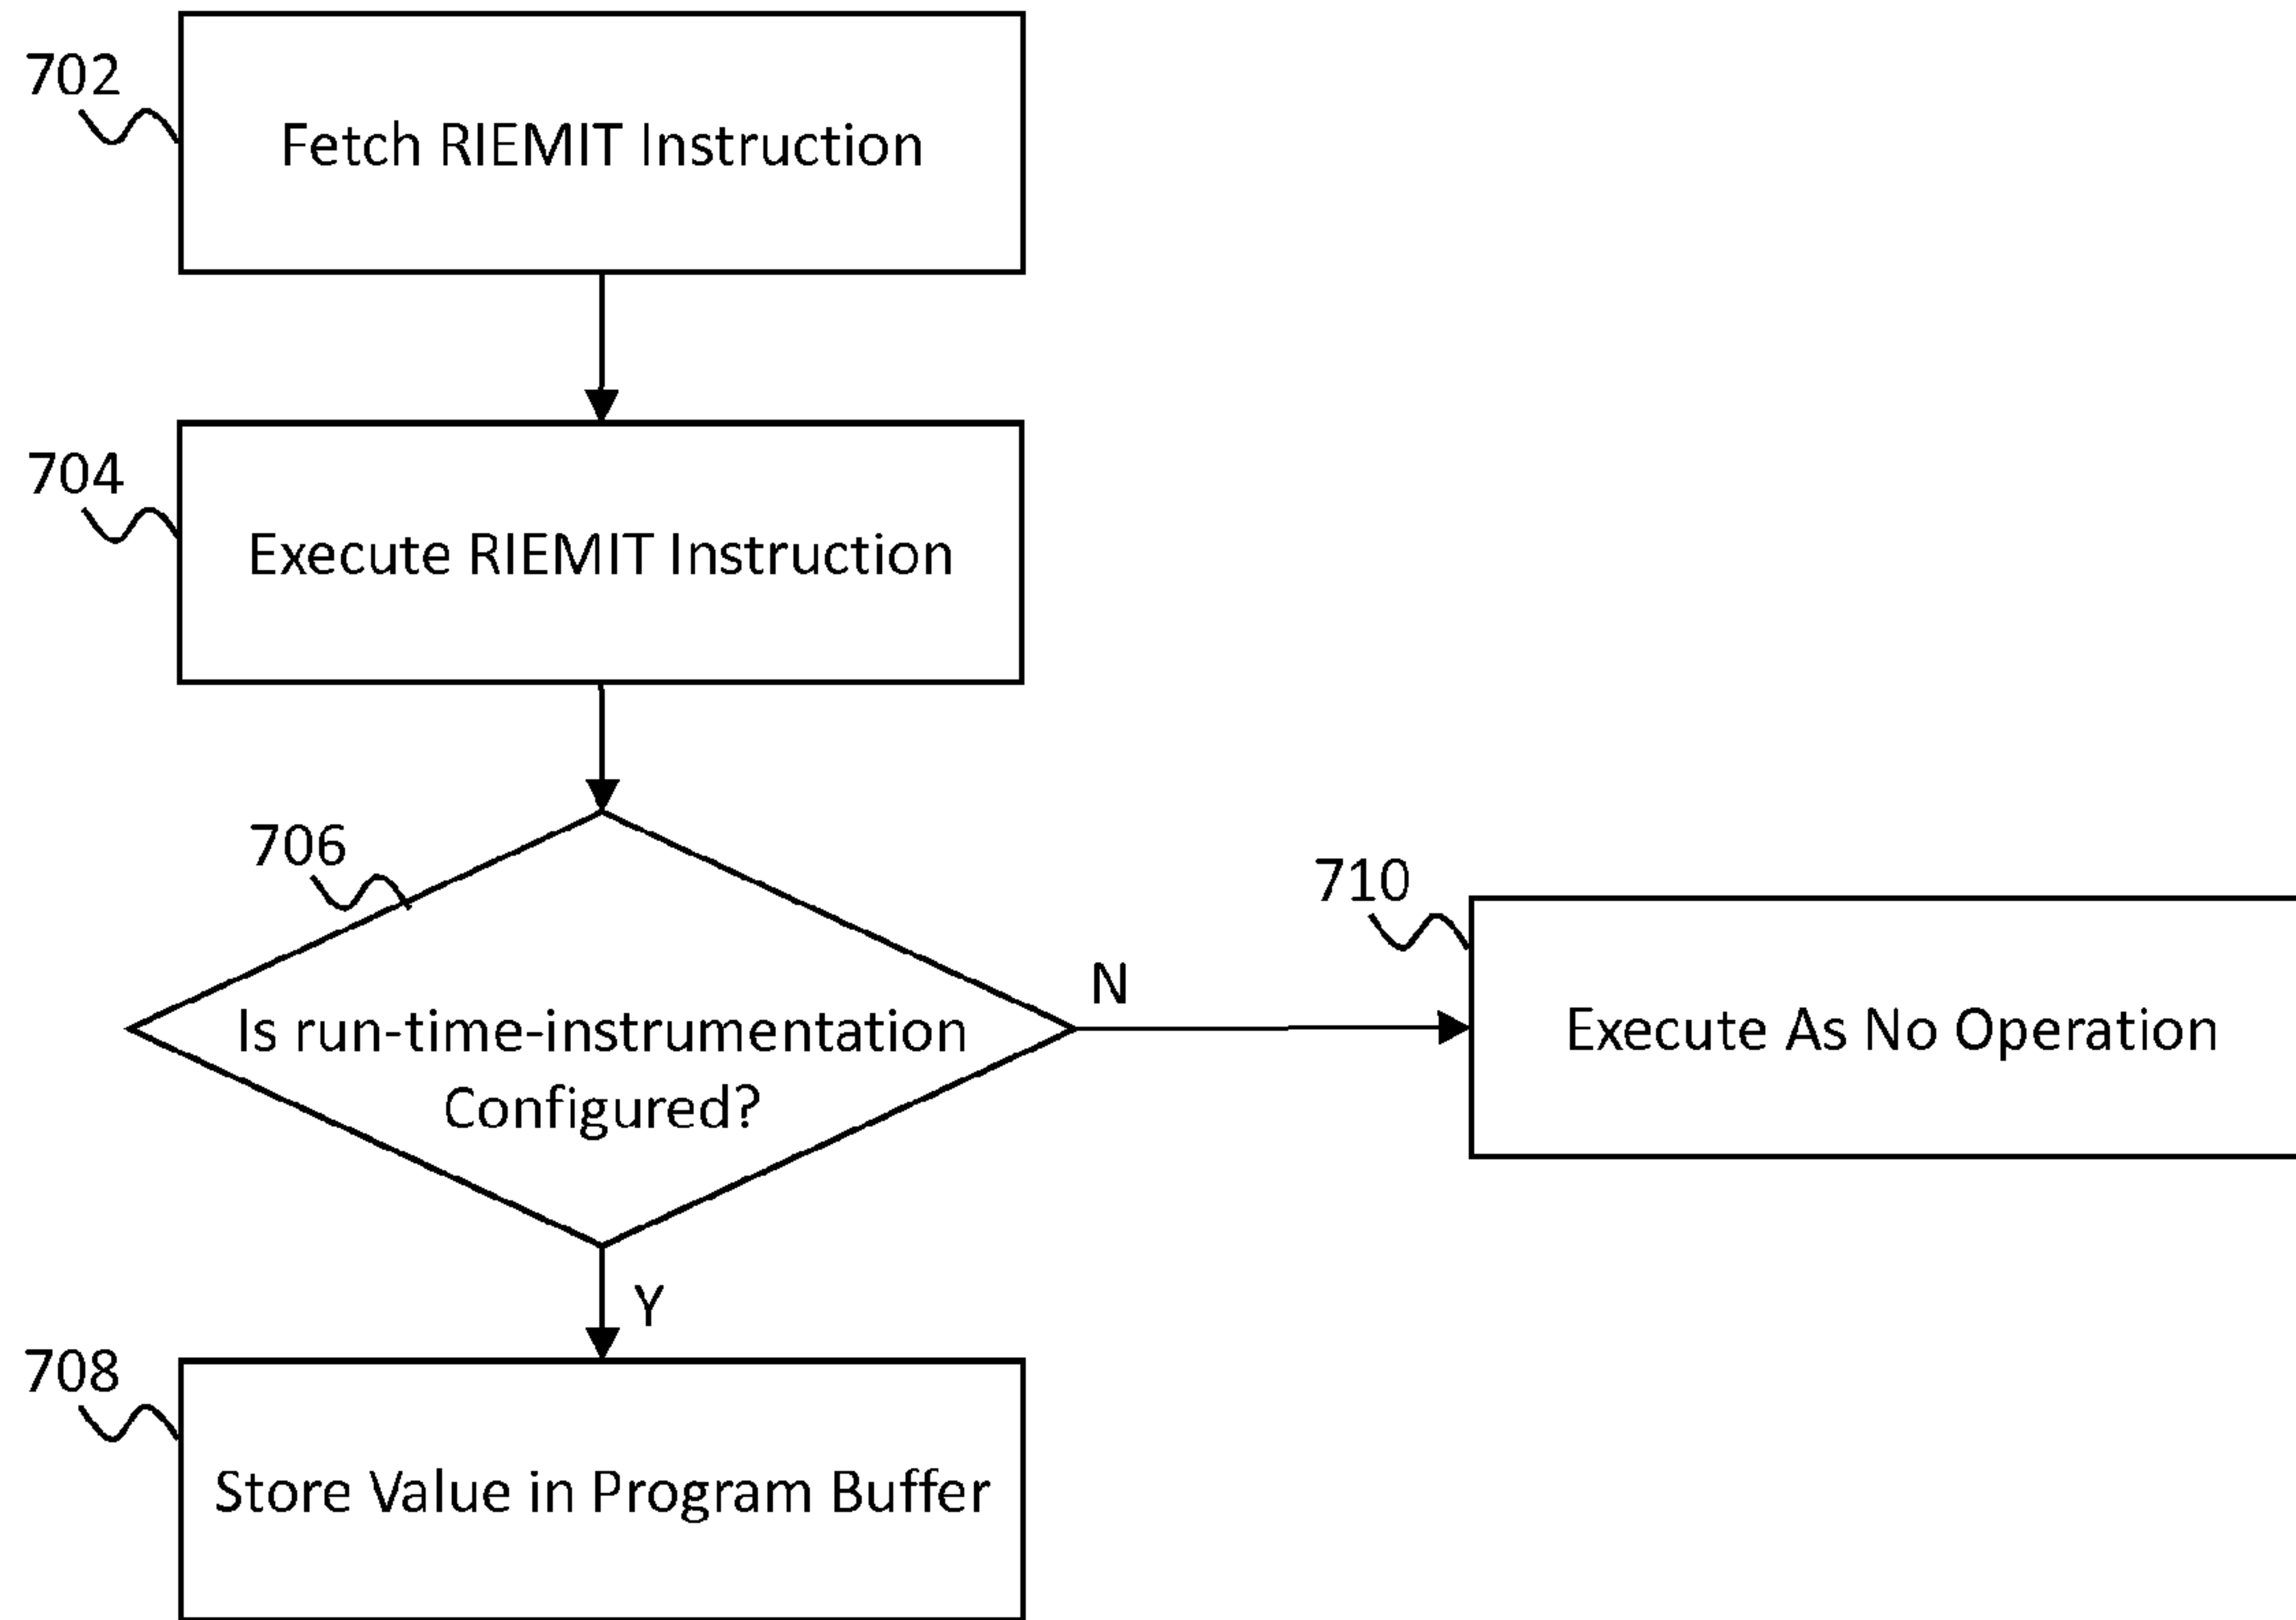 702
Fetch RIEMIT Instruction
704
Execute RIEMIT Instruction
706
Is run-time-instrumentation
Configured?
N
710
Execute As No Operation
Y
708
Store Value in Program Buffer